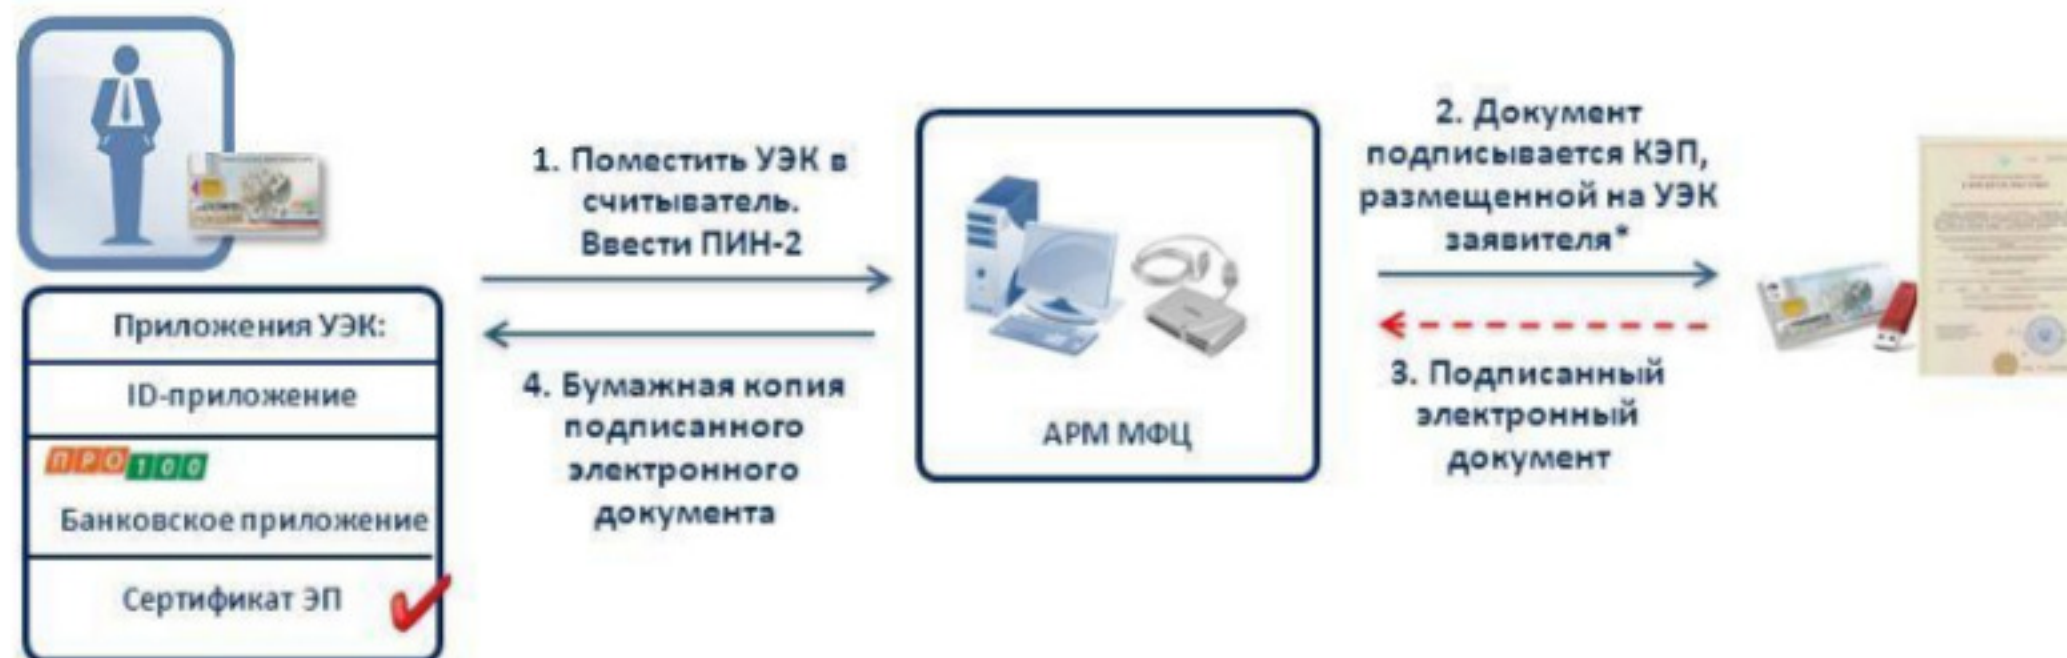 1. Поместить УЭК в
считыватель.
Ввести ПИН-2
2. Документ
подписывается КЭП,
размещенной на УЭК
заявителя*
Приложения УЭК:
ID-приложение
ПРО100
Банковское приложение
Сертификат ЭП
4. Бумажная копия
подписанного
электронного
документа
АРМ МФЦ
3. Подписанный
электронный
документ